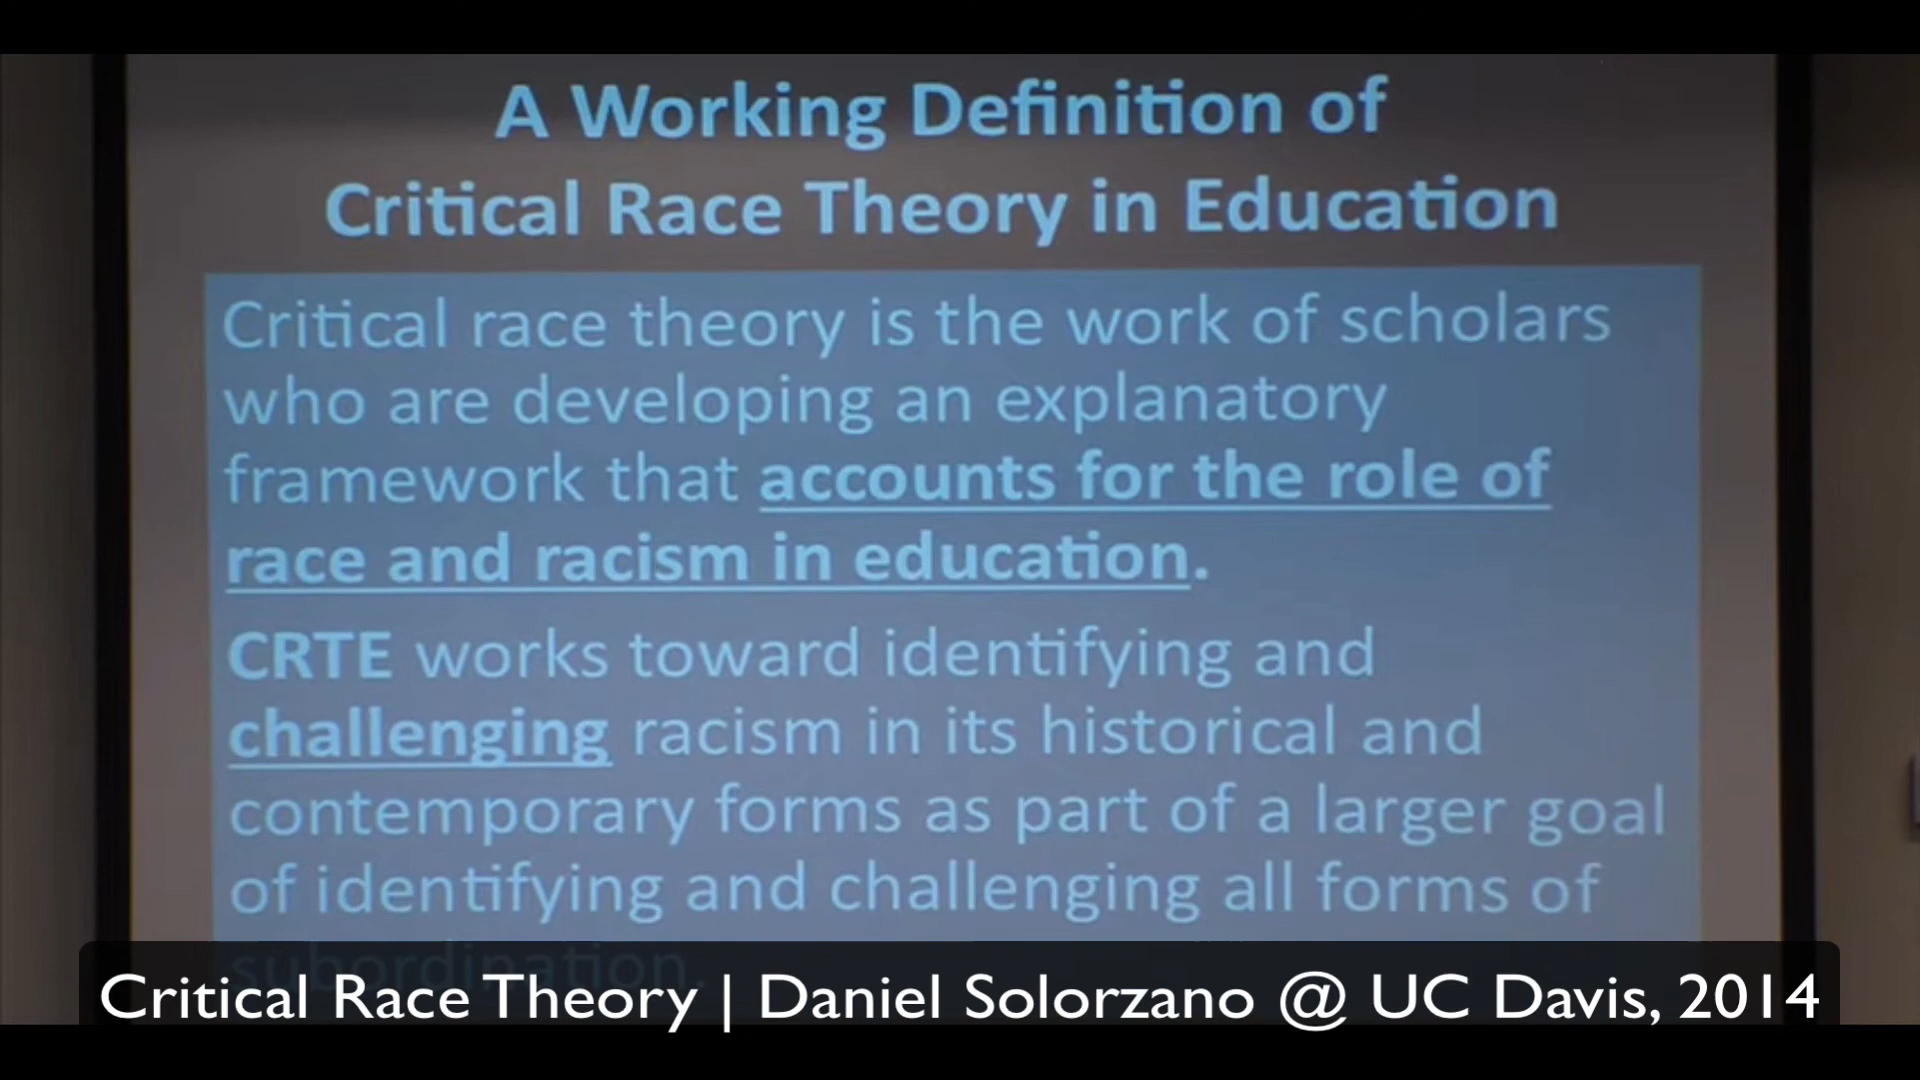 A Working Definition of
Critical Race Theory in Education
Critical race theory is the work of scholars
who are developing an explanatory
framework that accounts for the role of
race and racism in education.
CRTE works toward identifying and
challenging racism in its historical and
contemporary forms as part of a larger goal
of identifying and challenging all forms of
subordination.
Critical Race Theory | Daniel Solorzano @ UC Davis, 2014